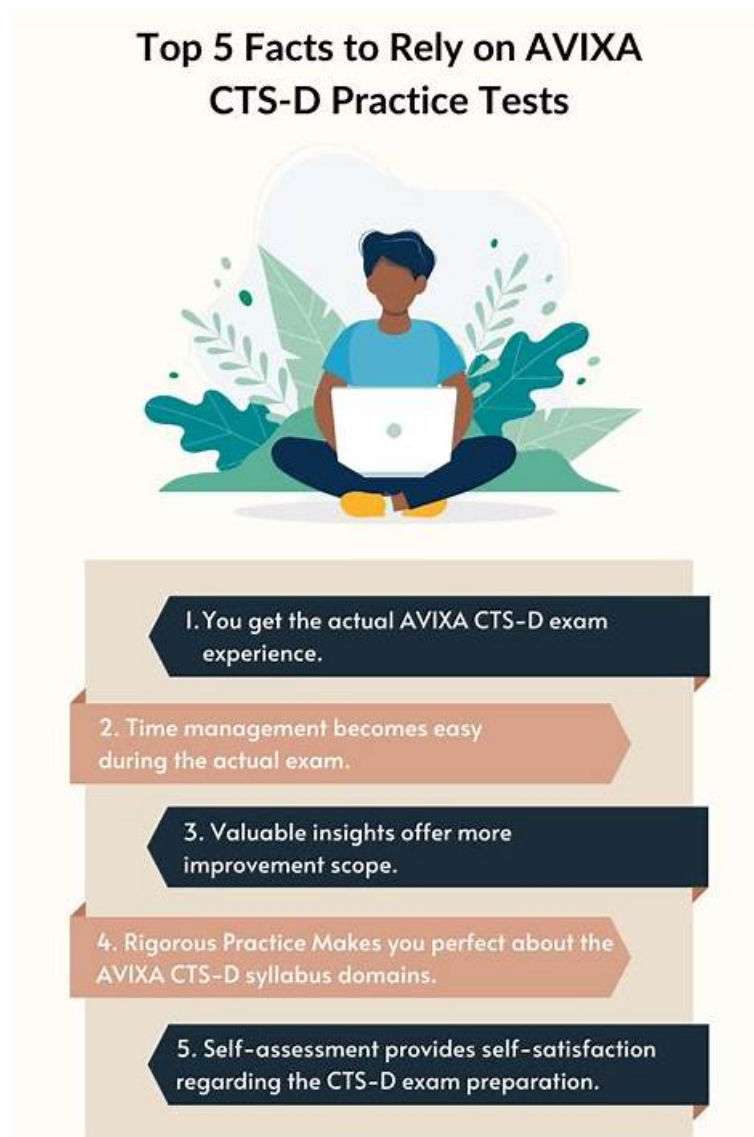 Top 5 Facts to Rely on AVIXA
CTS-D Practice Tests
1. You get the actual AVIXA CTS-D exam
experience.
2. Time management becomes easy
during the actual exam.
3. Valuable insights offer more
improvement scope.
4. Rigorous Practice Makes you perfect about the
AVIXA CTS-D syllabus domains.
5. Self-assessment provides self-satisfaction
regarding the CTS-D exam preparation.